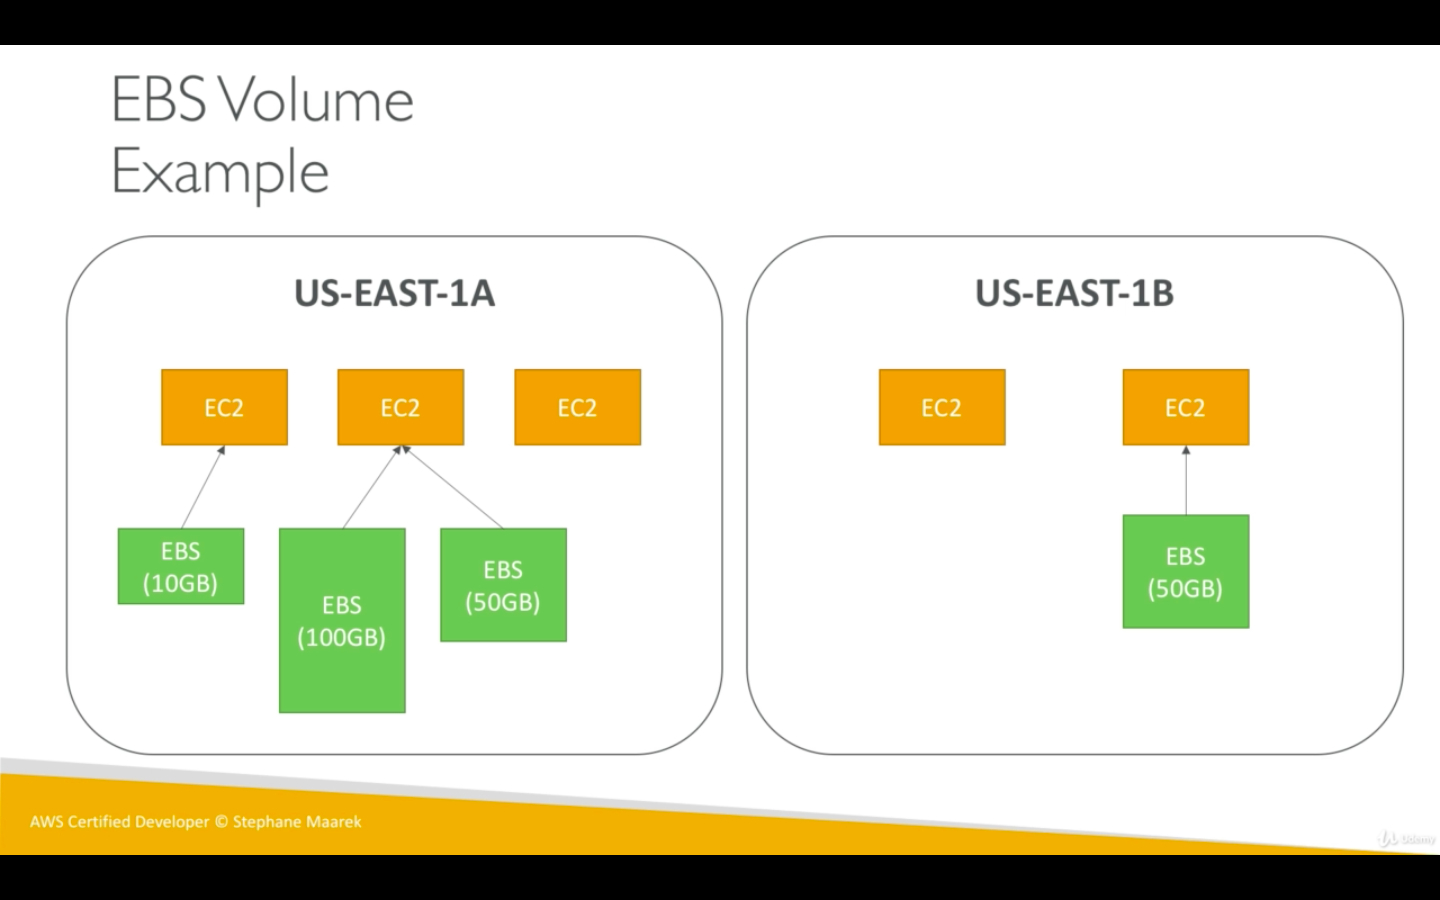 EBS Volume
Example
US-EAST-1A
US-EAST-1B
EC2
EC2
EC2
EC2
EC2
EBS
(10GB)
EBS
(100GB)
EBS
(50GB)
EBS
(50GB)
AWS Certified Developer © Stephane Maarek
Udemy